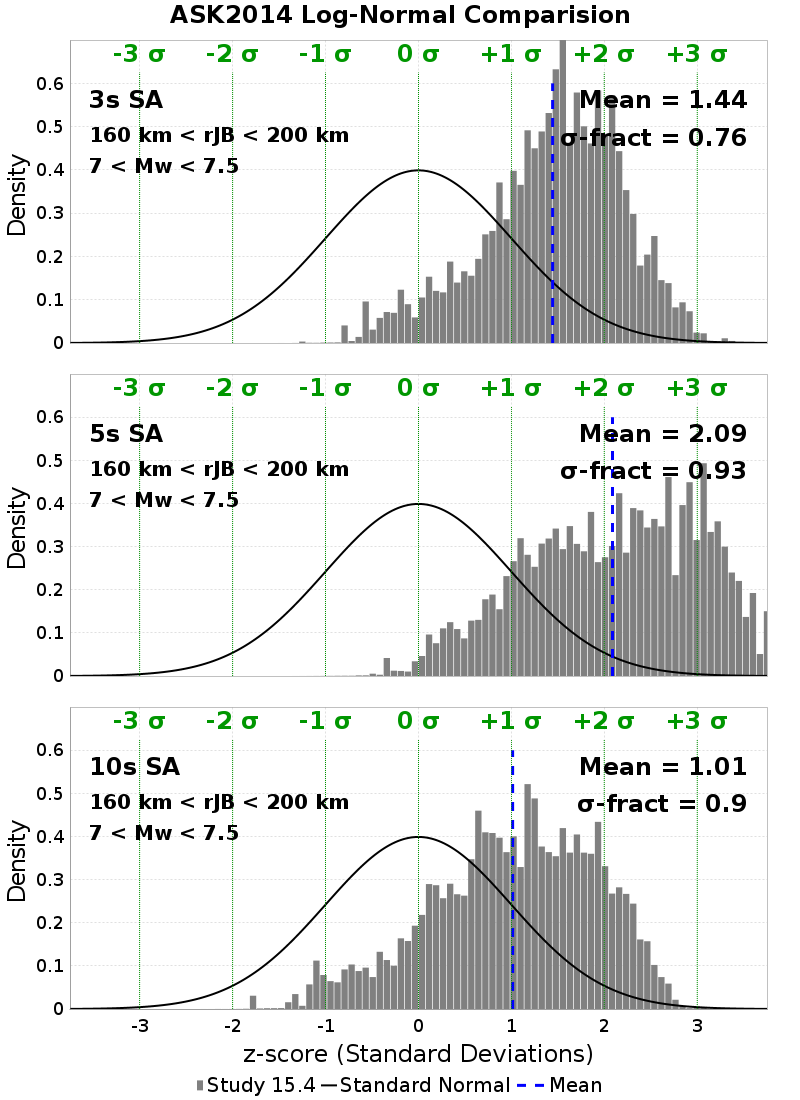 ASK2014 Log-Normal Comparision
-3 σ -2 σ -1 σ 0 σ +1 σ +2 σ +3 σ
3s SA
Mean = 1.44
160 km < rJB < 200 km
σ-fract = 0.76
7 < Mw < 7.5
Density
0.6
0.5
0.4
0.3
0.2
0.1
0
-3 σ -2 σ -1 σ 0 σ +1 σ +2 σ +3 σ
5s SA
Mean = 2.09
160 km < rJB < 200 km
σ-fract = 0.93
7 < Mw < 7.5
Density
0.6
0.5
0.4
0.3
0.2
0.1
0
-3 σ -2 σ -1 σ 0 σ +1 σ +2 σ +3 σ
10s SA
Mean = 1.01
160 km < rJB < 200 km
σ-fract = 0.9
7 < Mw < 7.5
Density
0.6
0.5
0.4
0.3
0.2
0.1
0
-3 -2 -1 0 1 2 3
z-score (Standard Deviations)
Study 15.4 Standard Normal Mean